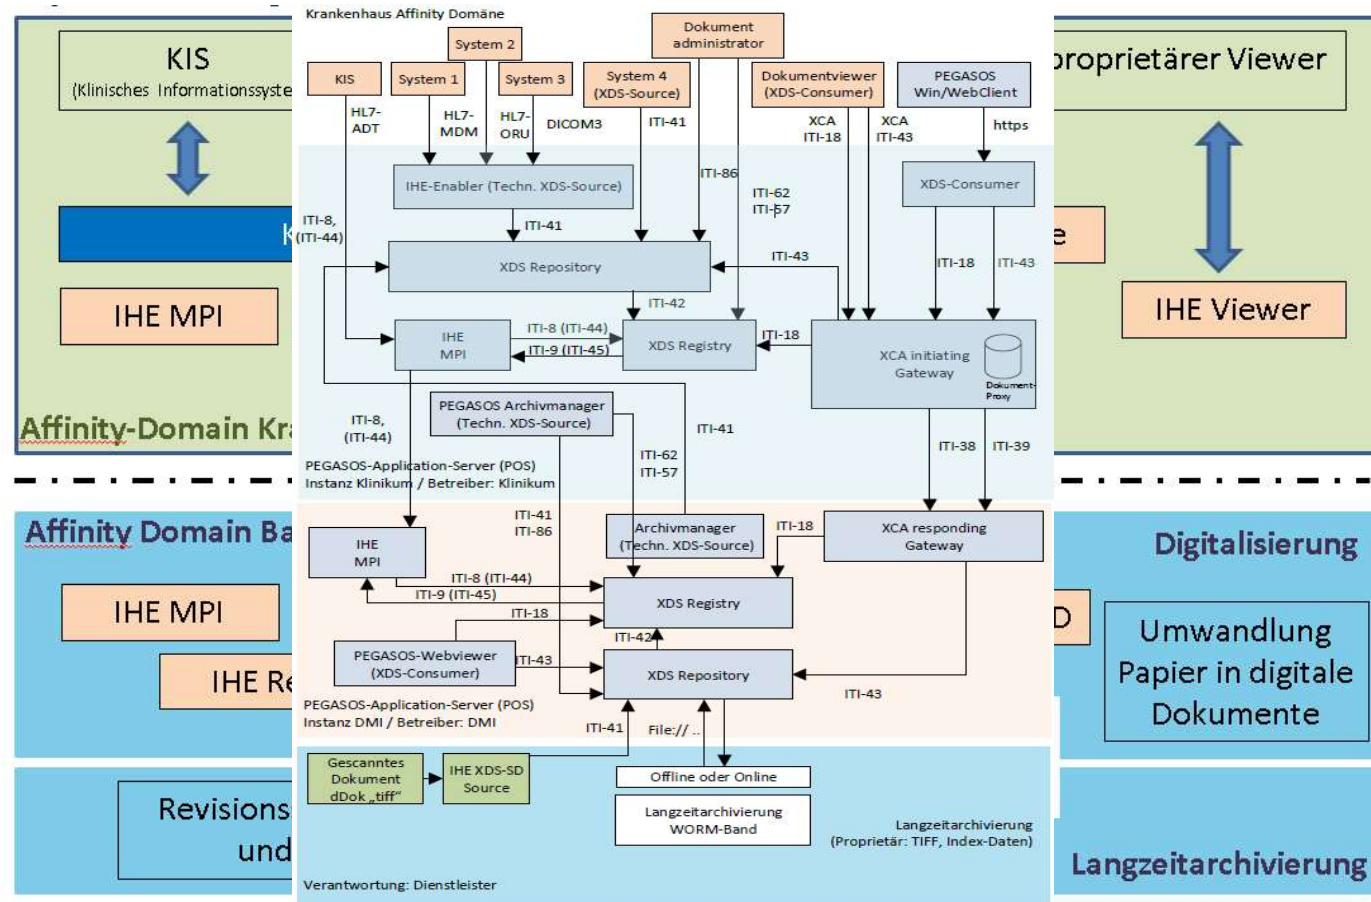 Krankenhaus Affinity Domäne
KIS
(Klinisches Informationssyste
proprietärer Viewer
System 2
Dokument
administrator
KIS
System 1
System 3
System 4
(XDS-Source)
Dokumentviewer
(XDS-Consumer)
PEGASOS
Win/WebClient
HL7-
ADT
HL7-
MDM
HL7-
ORU
DICOM3
ITI-41
XCA
ITI-18
XCA
ITI-43
https
IHE-Enabler (Techn. XDS-Source)
ITI-86
ITI-62
ITI-57
XDS-Consumer
ITI-8,
(ITI-44)
ITI-41
K
e
XDS Repository
ITI-43
ITI-18
ITI-43
ITI-42
IHE MPI
IHE Viewer
IHE
MPI
ITI-8 (ITI-44)
ITI-9 (ITI-45)
XDS Registry
ITI-18
XCA initiating
Gateway
Dokument-
Proxy
PEGASOS Archivmanager
(Techn. XDS-Source)
ITI-8,
(ITI-44)
ITI-41
ITI-38
ITI-39
Affinity-Domain Kra
ITI-62
ITI-57
PEGASOS-Application-Server (POS)
Instanz Klinikum / Betreiber: Klinikum
Affinity Domain Ba
Digitalisierung
ITI-41
ITI-86
IHE
MPI
Archivmanager
(Techn. XDS-Source)
ITI-18
XCA responding
Gateway
ITI-8 (ITI-44)
ITI-9 (ITI-45)
ITI-18
XDS Registry
IHE MPI
D
Umwandlung
Papier in digitale
Dokumente
ITI-42
PEGASOS-Webviewer
(XDS-Consumer)
ITI-43
XDS Repository
ITI-43
IHE Re
PEGASOS-Application-Server (POS)
Instanz DMI / Betreiber: DMI
ITI-41
File:// ..
Gescanntes
Dokument
dDok „tiff“
IHE XDS-SD
Source
Offline oder Online
Langzeitarchivierung
WORM-Band
Langzeitarchivierung
(Proprietär: TIFF, Index-Daten)
Revisions
und
Langzeitarchivierung
Verantwortung: Dienstleister